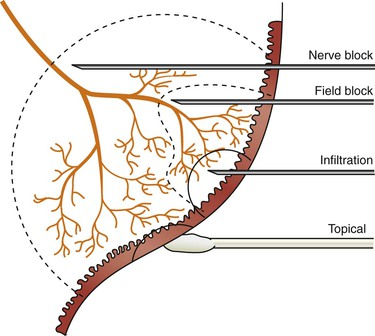 Nerve block
Field block
Infiltration
Topical